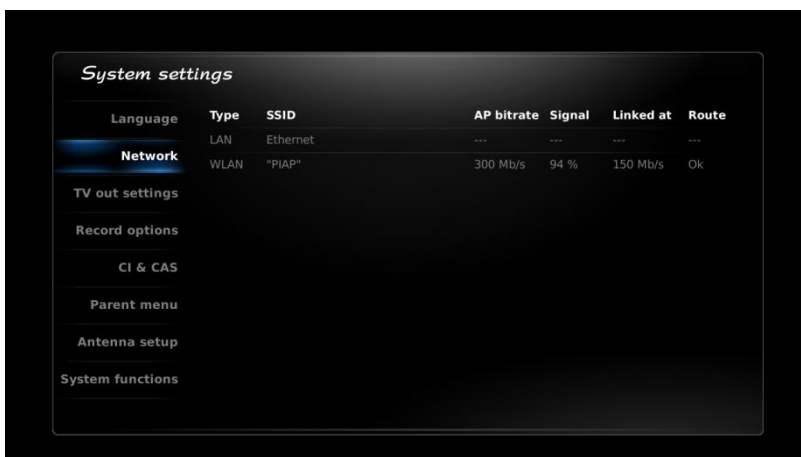 System settings
Language
Network
TV out settings
Record options
CI & CAS
Parent menu
Antenna setup
System functions
Type SSID AP bitrate Signal Linked at Route
LAN Ethernet --- --- --- ---
WLAN "PIAP" 300 Mb/s 94 % 150 Mb/s Ok